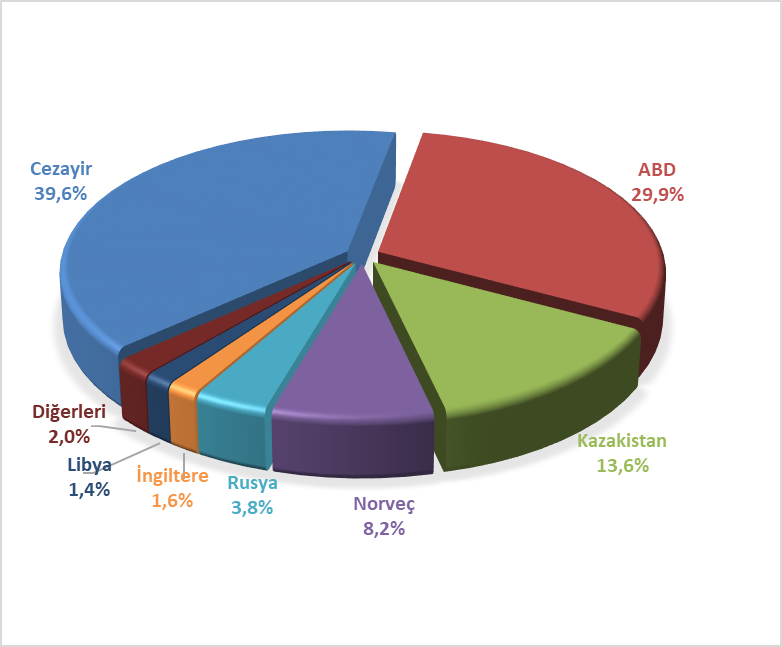 Cezayir
39,6%
ABD
29,9%
Kazakistan
13,6%
Norveç
8,2%
Rusya
3,8%
İngiltere
1,6%
Libya
1,4%
Diğerleri
2,0%